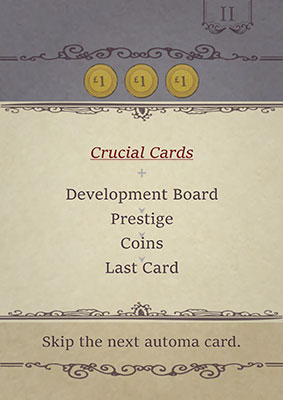 II
£1 £1 £1
Crucial Cards
+
Development Board
Prestige
Coins
Last Card
Skip the next automa card.